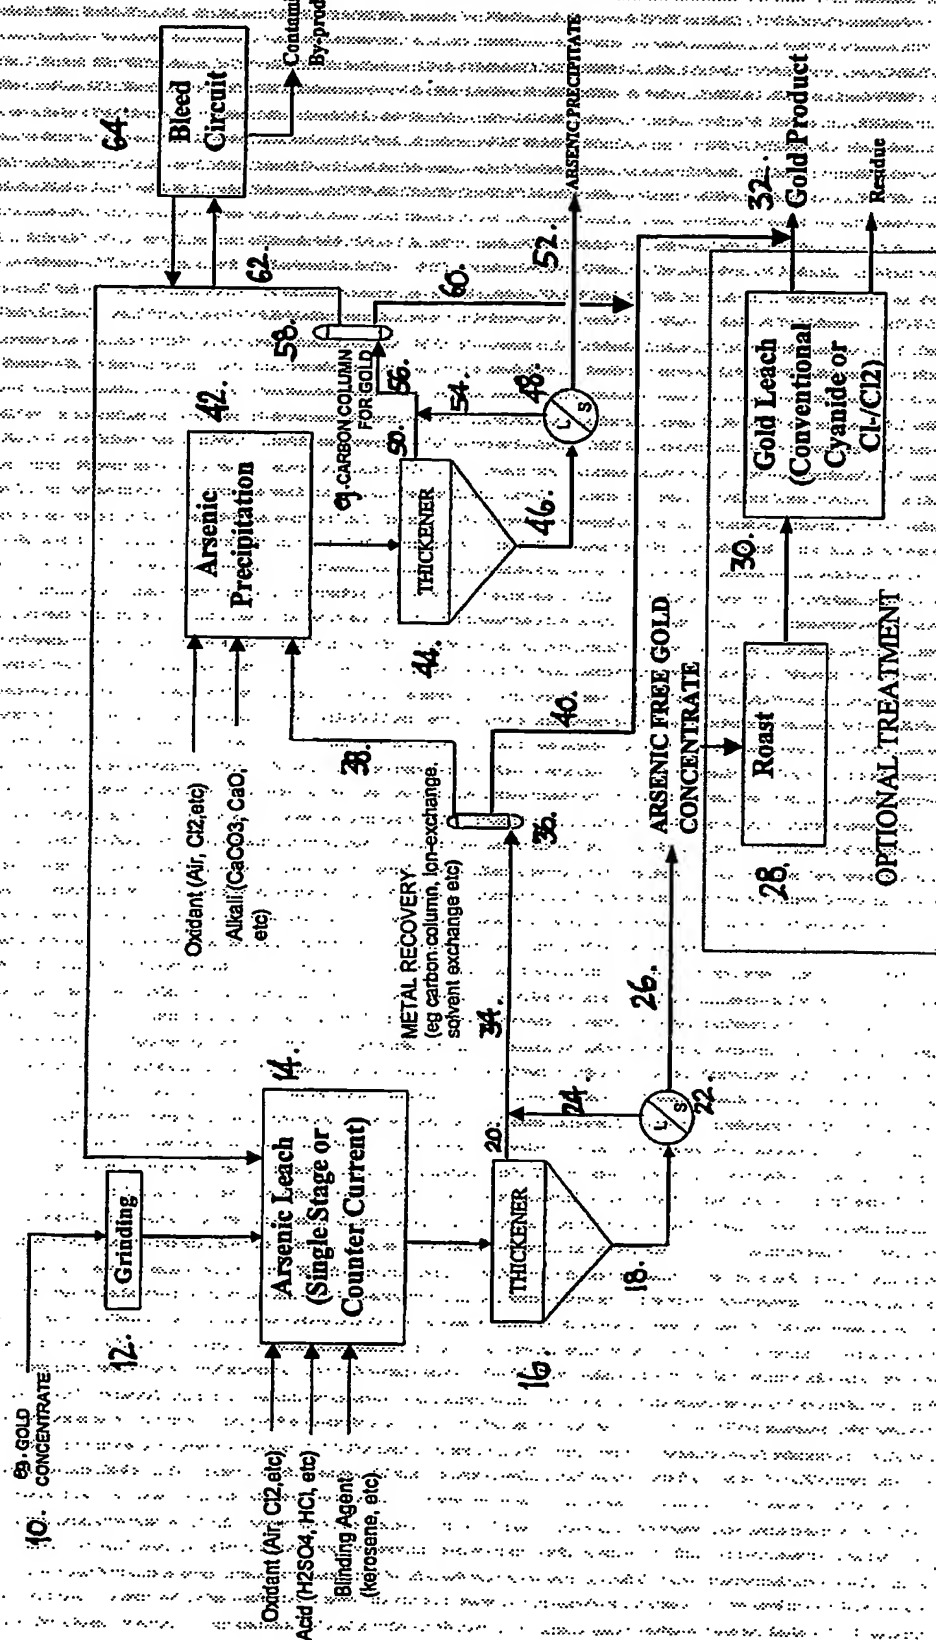 10.
eg. GOLD
CONCENTRATE
12.
Grinding
Oxidant (Air, Cl2,etc)
Acid (H2SO4, HCl, etc)
Blinding Agent
(kerosene, etc)
14.
Arsenic Leach
(Single Stage or
Counter Current)
16.
THICKENER
18.
20.
22.
L/S
24.
26.
ARSENIC FREE GOLD
CONCENTRATE
28.
Roast
30.
Gold Leach
(Conventional
Cyanide or
Cl-/Cl2)
OPTIONAL TREATMENT
32.
Gold Product
Residue
34.
METAL RECOVERY
(eg carbon column, ion-exchange,
solvent exchange etc)
36.
38.
40.
Oxidant (Air, Cl2,etc)
Alkali (CaCO3, CaO,
etc)
42.
Arsenic
Precipitation
44.
THICKENER
46.
48.
L/S
50.
52.
ARSENIC PRECIPITATE
54.
56.
eg. CARBON COLUMN
FOR GOLD
58.
60.
62.
64.
Bleed
Circuit